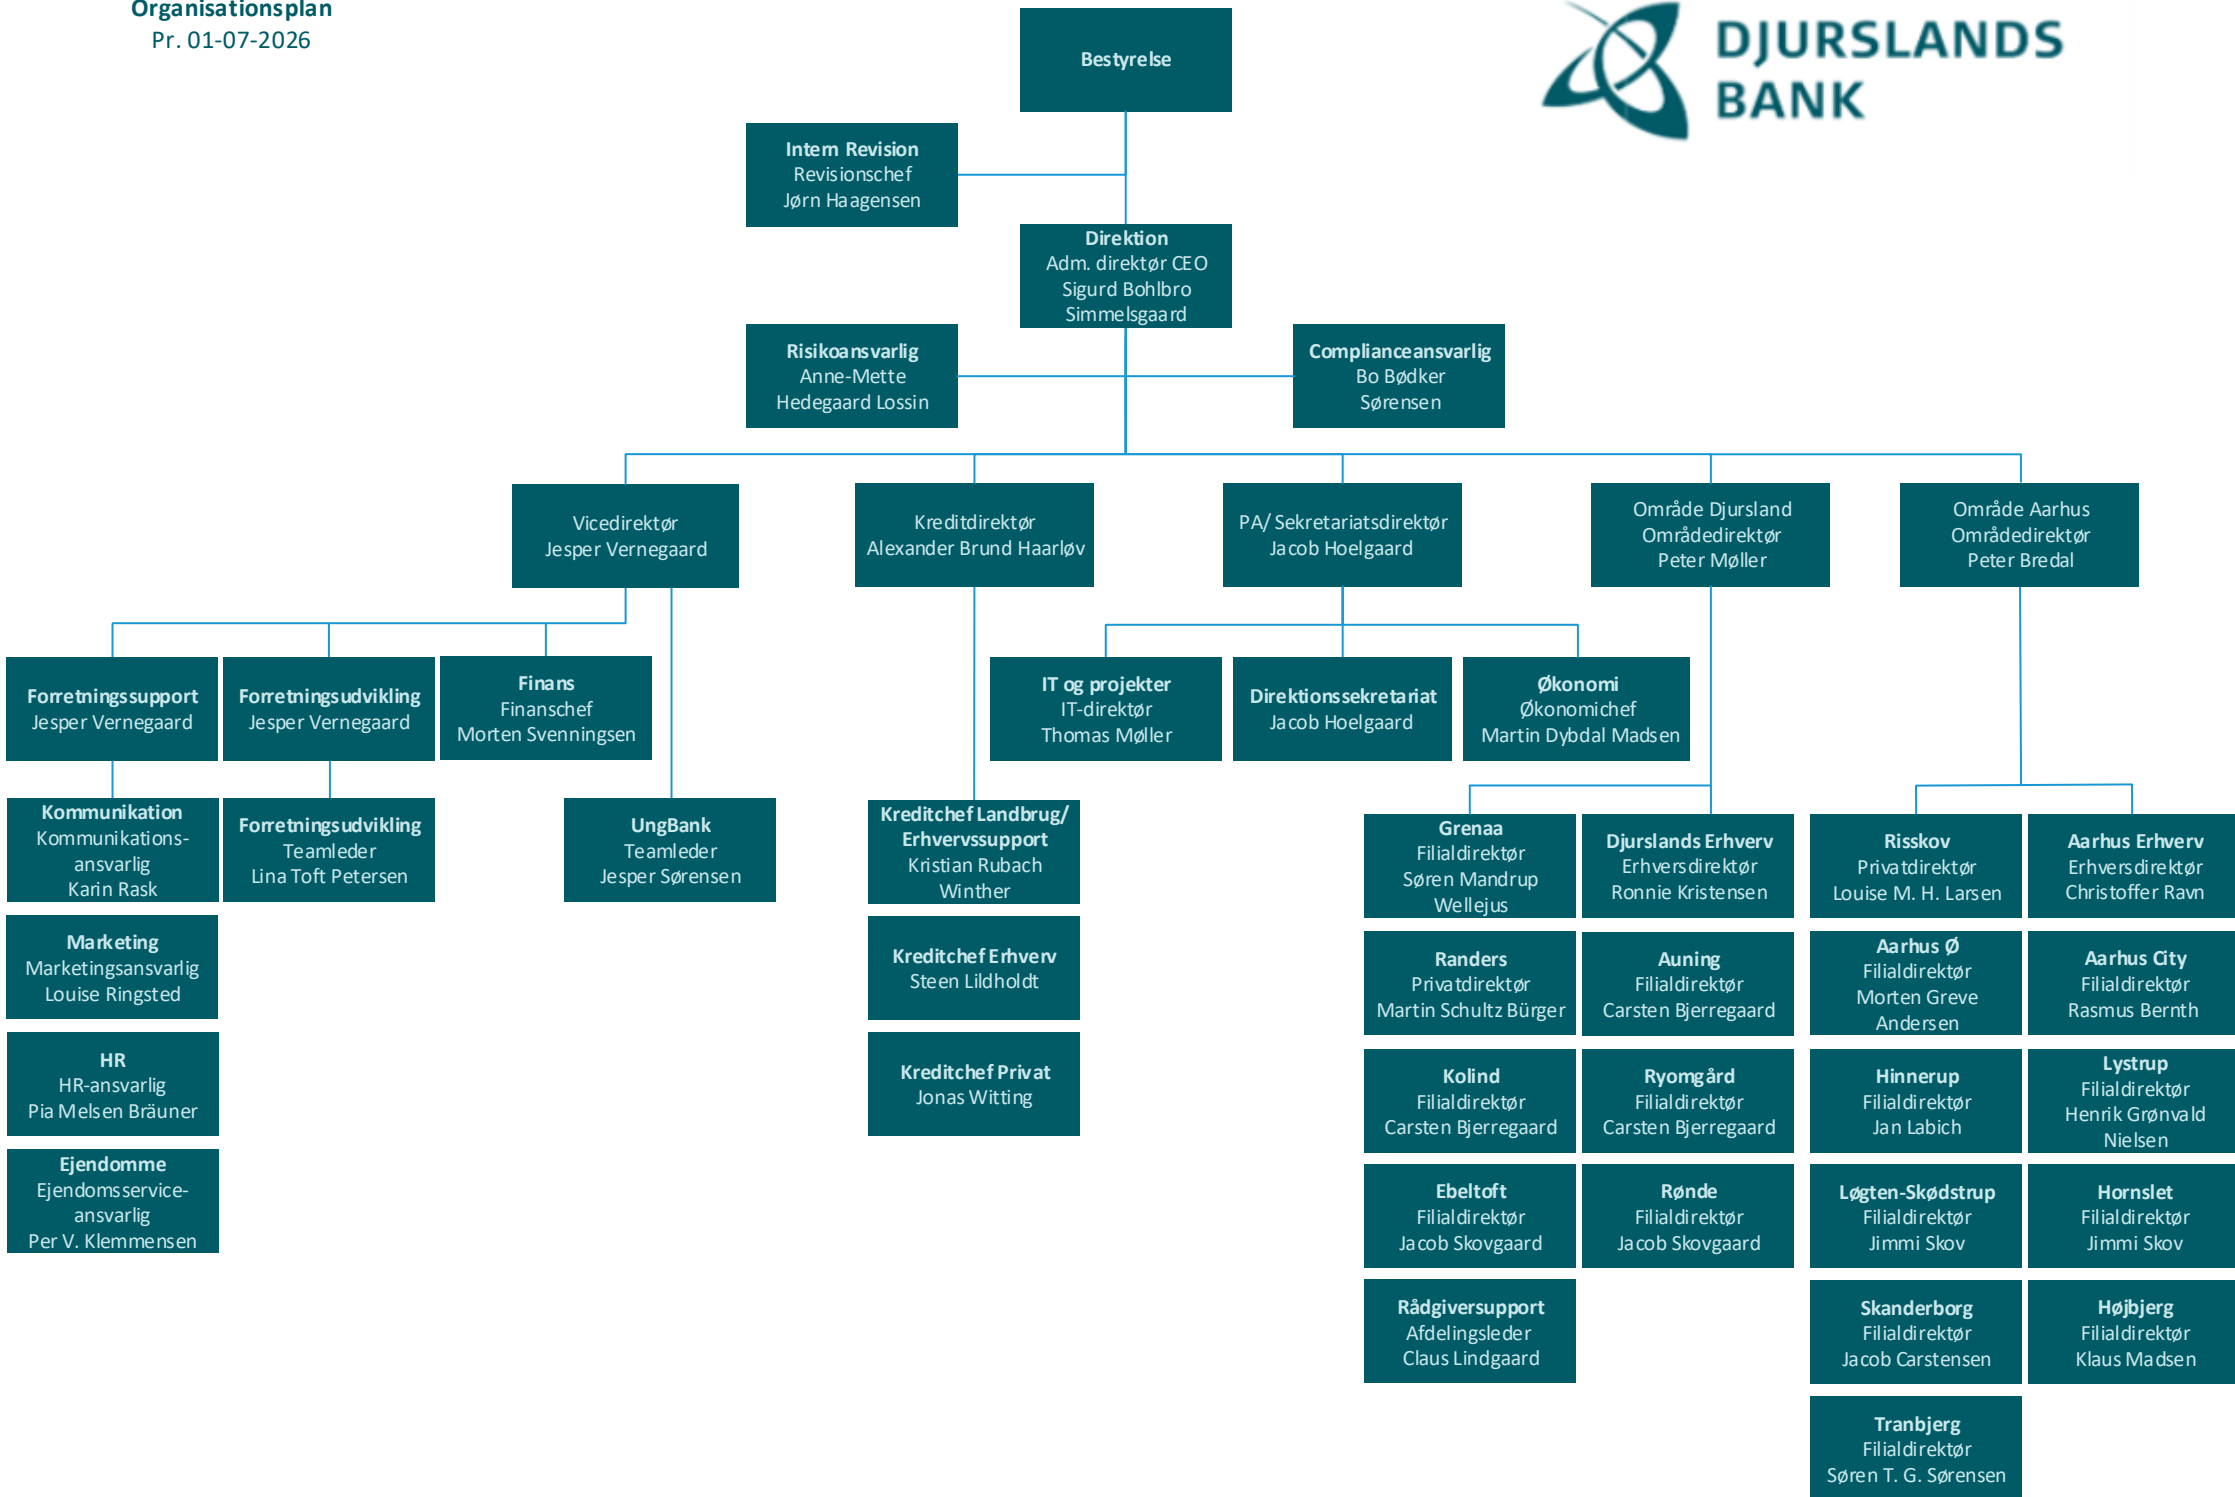 Organisationsplan
Pr. 01-07-2026
DJURSLANDS
BANK
Bestyrelse
Intern Revision
Revisionschef
Jørn Haagensen
Direktion
Adm. direktør CEO
Sigurd Bohlbro
Simmelsgaard
Risikoansvarlig
Anne-Mette
Hedegaard Lossin
Complianceansvarlig
Bo Bødker
Sørensen
Vicedirektør
Jesper Vernegaard
Kreditdirektør
Alexander Brund Haarløv
PA/ Sekretariatsdirektør
Jacob Hoelgaard
Område Djursland
Områdedirektør
Peter Møller
Område Aarhus
Områdedirektør
Peter Bredal
Forretningssupport
Jesper Vernegaard
Forretningsudvikling
Jesper Vernegaard
Finans
Finanschef
Morten Svenningsen
IT og projekter
IT-direktør
Thomas Møller
Direktionssekretariat
Jacob Hoelgaard
Økonomi
Økonomichef
Martin Dybdal Madsen
Kommunikation
Kommunikations-
ansvarlig
Karin Rask
Forretningsudvikling
Teamleder
Lina Toft Petersen
UngBank
Teamleder
Jesper Sørensen
Kreditchef Landbrug/
Erhvervssupport
Kristian Rubach
Winther
Grenaa
Filialdirektør
Søren Mandrup
Wellejus
Djurslands Erhverv
Erhversdirektør
Ronnie Kristensen
Risskov
Privatdirektør
Louise M. H. Larsen
Aarhus Erhverv
Erhversdirektør
Christoffer Ravn
Marketing
Marketingsansvarlig
Louise Ringsted
Kreditchef Erhverv
Steen Lildholdt
Randers
Privatdirektør
Martin Schultz Bürger
Auning
Filialdirektør
Carsten Bjerregaard
Aarhus Ø
Filialdirektør
Morten Greve
Andersen
Aarhus City
Filialdirektør
Rasmus Bernth
HR
HR-ansvarlig
Pia Melsen Bräuner
Kreditchef Privat
Jonas Witting
Kolind
Filialdirektør
Carsten Bjerregaard
Ryomgård
Filialdirektør
Carsten Bjerregaard
Hinnerup
Filialdirektør
Jan Labich
Lystrup
Filialdirektør
Henrik Grønvald
Nielsen
Ejendomme
Ejendomsservice-
ansvarlig
Per V. Klemmensen
Ebeltoft
Filialdirektør
Jacob Skovgaard
Rønde
Filialdirektør
Jacob Skovgaard
Løgten-Skødstrup
Filialdirektør
Jimmi Skov
Hornslet
Filialdirektør
Jimmi Skov
Rådgiversupport
Afdelingsleder
Claus Lindgaard
Skanderborg
Filialdirektør
Jacob Carstensen
Højbjerg
Filialdirektør
Klaus Madsen
Tranbjerg
Filialdirektør
Søren T. G. Sørensen